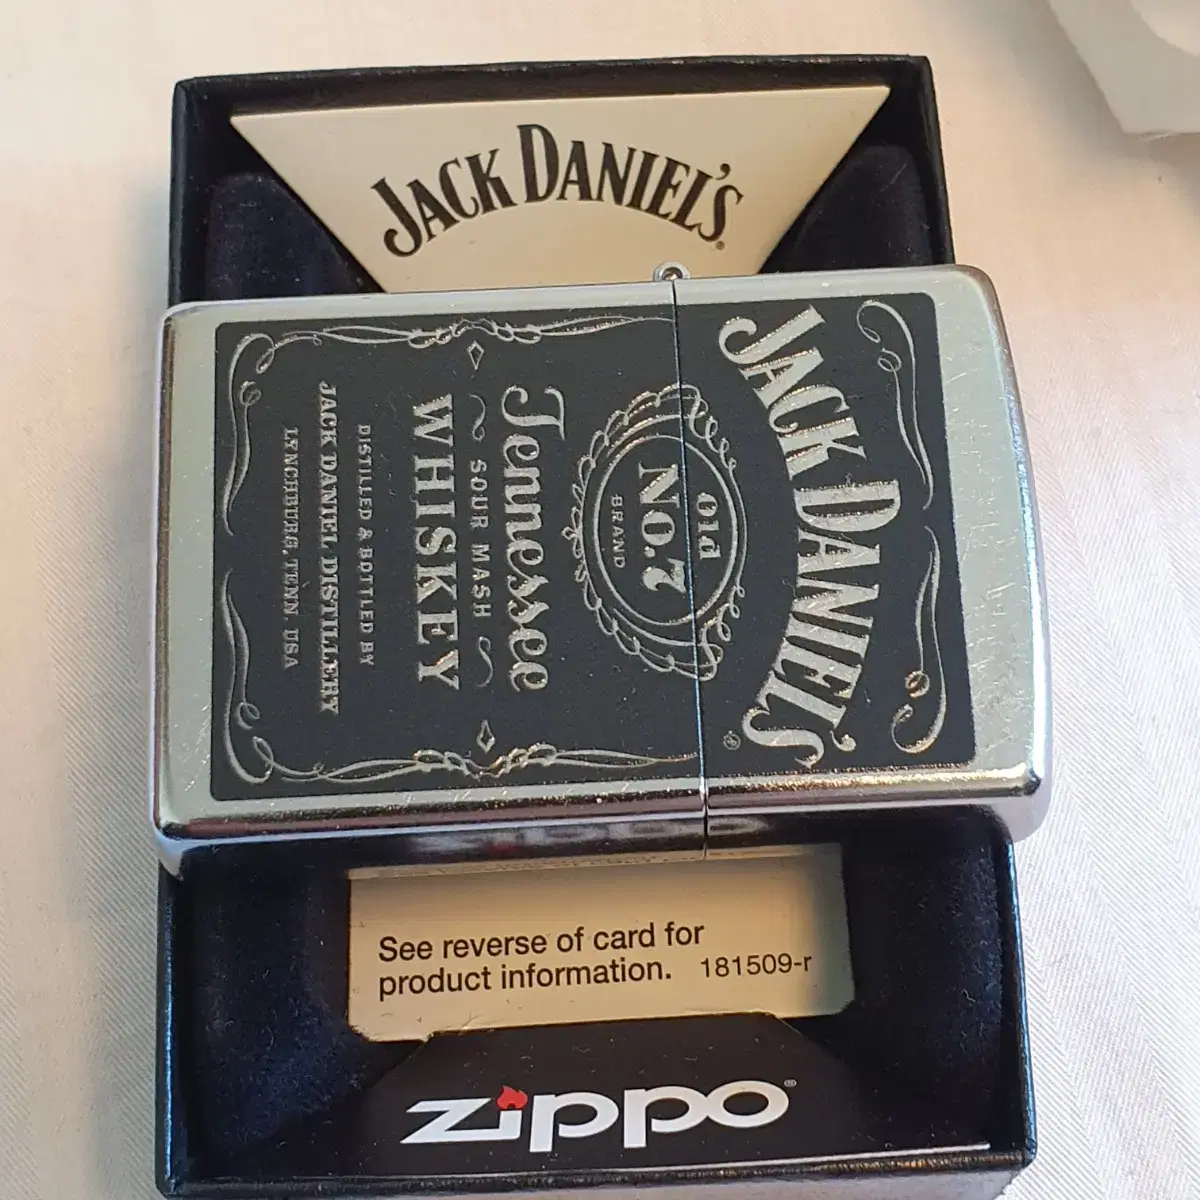 JACK DANIEL'S
JACK DANIEL'S
Old
No.7
BRAND
Tennessee
SOUR MASH
WHISKEY
DISTILLED & BOTTLED BY
JACK DANIEL DISTILLERY
LYNCHBURG, TENN. USA
See reverse of card for
product information. 181509-r
zippo